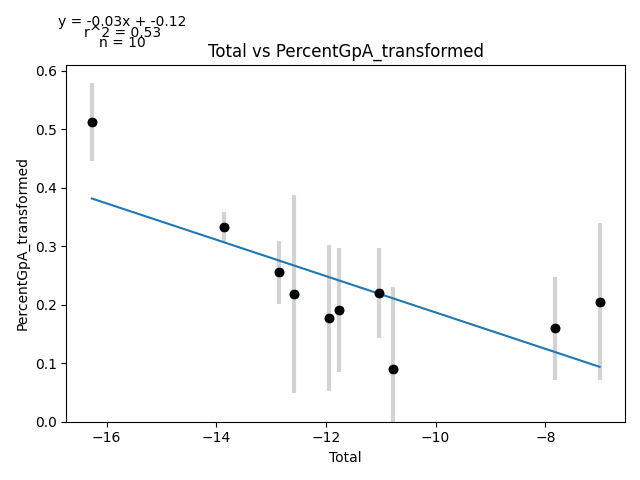 y = -0.03x + -0.12
r^2 = 0.53
n = 10
Total vs PercentGpA_transformed
0.6
0.5
0.4
0.3
0.2
0.1
0.0
PercentGpA_transformed
−16
−14
−12
−10
−8
Total